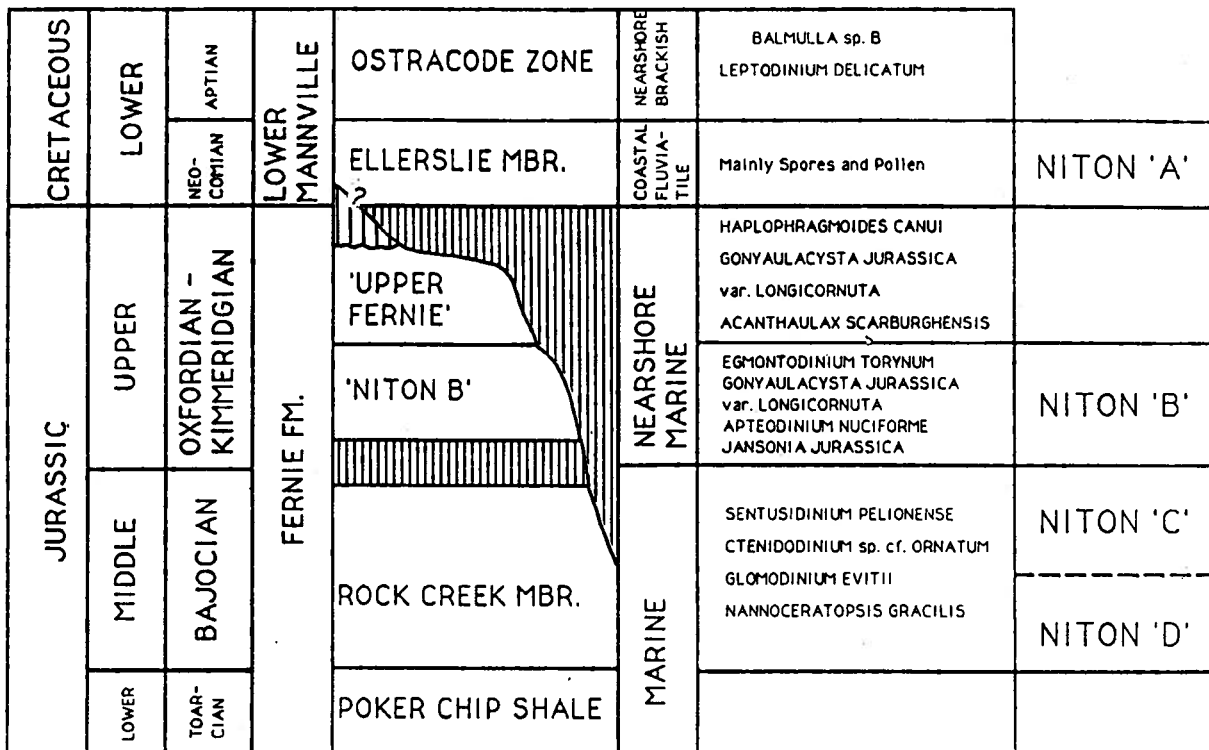 CRETACEOUS
LOWER
APTIAN
LOWER
MANNVILLE
OSTRACODE ZONE
NEARSHORE
BRACKISH
BALMULLA sp. B
LEPTODINIUM DELICATUM
NEO-
COMIAN
ELLERSLIE MBR.
COASTAL
FLUVIA-
TILE
Mainly Spores and Pollen
NITON 'A'
?
JURASSIC
UPPER
OXFORDIAN -
KIMMERIDGIAN
FERNIE FM.
'UPPER
FERNIE'
NEARSHORE
MARINE
HAPLOPHRAGMOIDES CANUI
GONYAULACYSTA JURASSICA
var. LONGICORNUTA
ACANTHAULAX SCARBURGHENSIS
'NITON B'
EGMONTODINIUM TORYNUM
GONYAULACYSTA JURASSICA
var. LONGICORNUTA
APTEODINIUM NUCIFORME
JANSONIA JURASSICA
NITON 'B'
MIDDLE
BAJOCIAN
ROCK CREEK MBR.
MARINE
SENTUSIDINIUM PELIONENSE
CTENIDODINIUM sp. cf. ORNATUM
GLOMODINIUM EVITII
NANNOCERATOPSIS GRACILIS
NITON 'C'
NITON 'D'
LOWER
TOAR-
CIAN
POKER CHIP SHALE